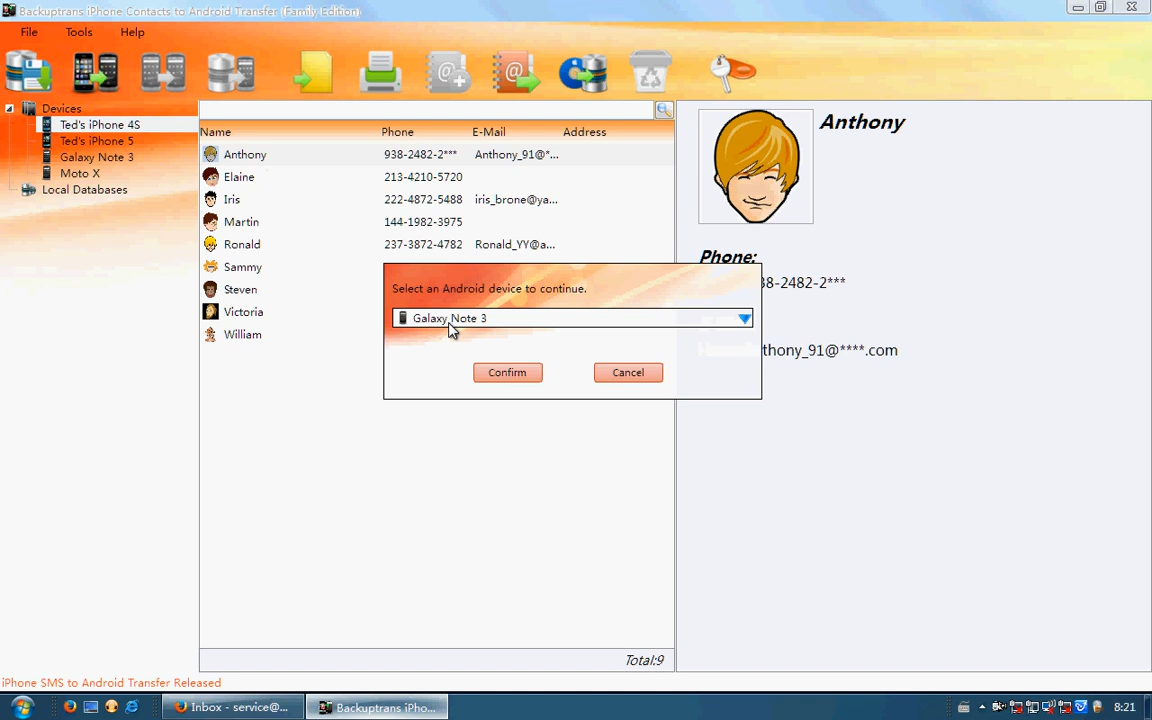 Backuptrans iPhone Contacts to Android Transfer (Family Edition)
File Tools Help
Devices
Ted's iPhone 4S
Ted's iPhone 5
Galaxy Note 3
Moto X
Local Databases
Name Phone E-Mail Address
Anthony 938-2482-2*** Anthony_91@*...
Elaine 213-4210-5720
Iris 222-4872-5488 iris_brone@ya...
Martin 144-1982-3975
Ronald 237-3872-4782 Ronald_YY@a...
Sammy
Steven
Victoria
William
Total:9
Anthony
Phone:
38-2482-2***
thony_91@****.com
Select an Android device to continue.
Galaxy Note 3
Confirm Cancel
iPhone SMS to Android Transfer Released
Inbox - service@... Backuptrans iPho... 8:21